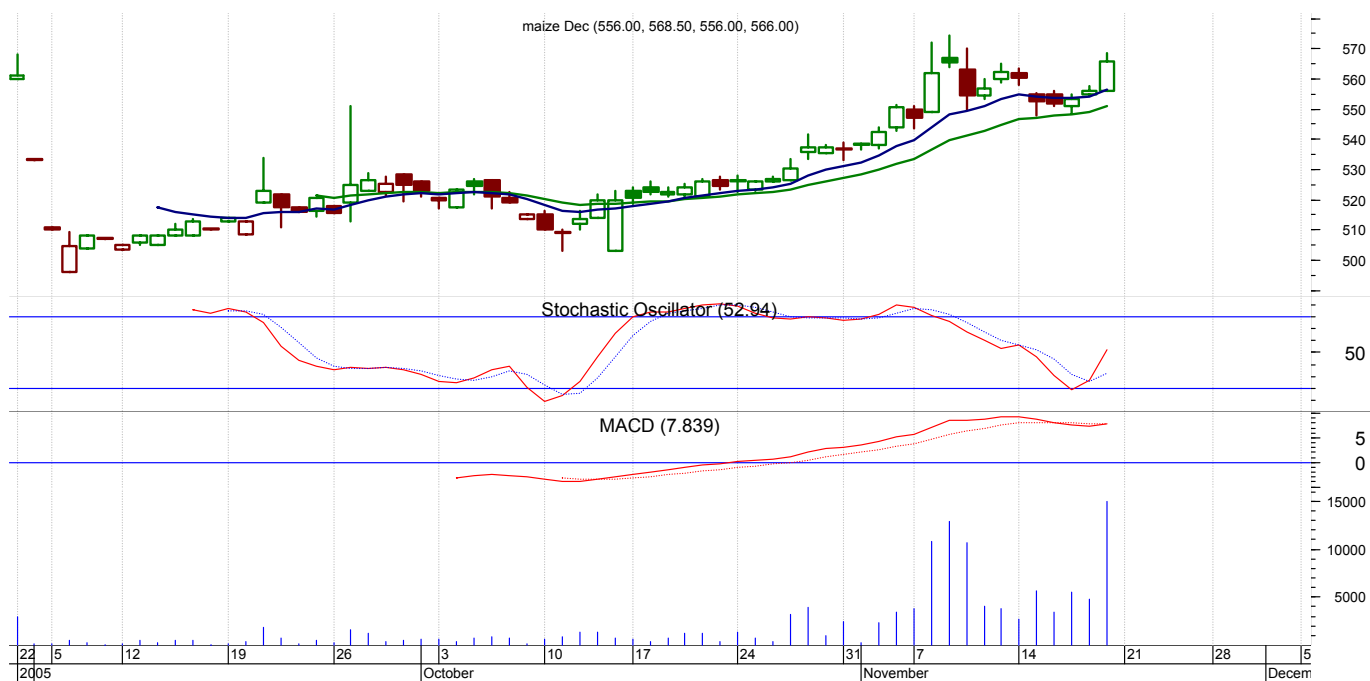 maize Dec (556.00, 568.50, 556.00, 566.00)
570
560
550
540
530
520
510
500
Stochastic Oscillator (52.94)
50
MACD (7.839)
5
0
15000
10000
5000
22 5 12 19 26 3 10 17 24 31 7 14 21 28 5
2005 October November Decem